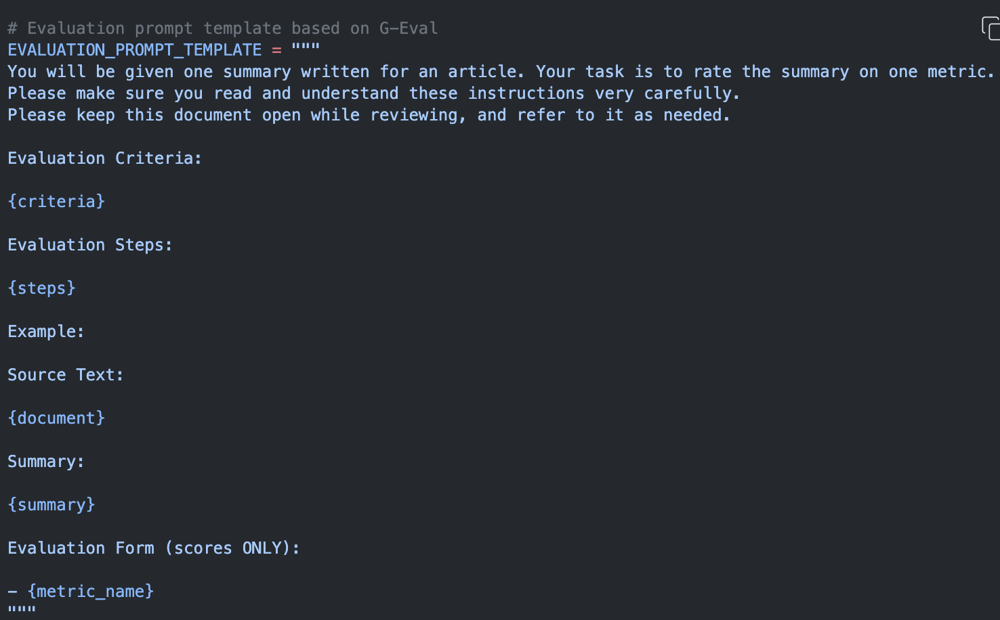 # Evaluation prompt template based on G-Eval
EVALUATION_PROMPT_TEMPLATE = """
You will be given one summary written for an article. Your task is to rate the summary on one metric.
Please make sure you read and understand these instructions very carefully.
Please keep this document open while reviewing, and refer to it as needed.

Evaluation Criteria:

{criteria}

Evaluation Steps:

{steps}

Example:

Source Text:

{document}

Summary:

{summary}

Evaluation Form (scores ONLY):

- {metric_name}
"""